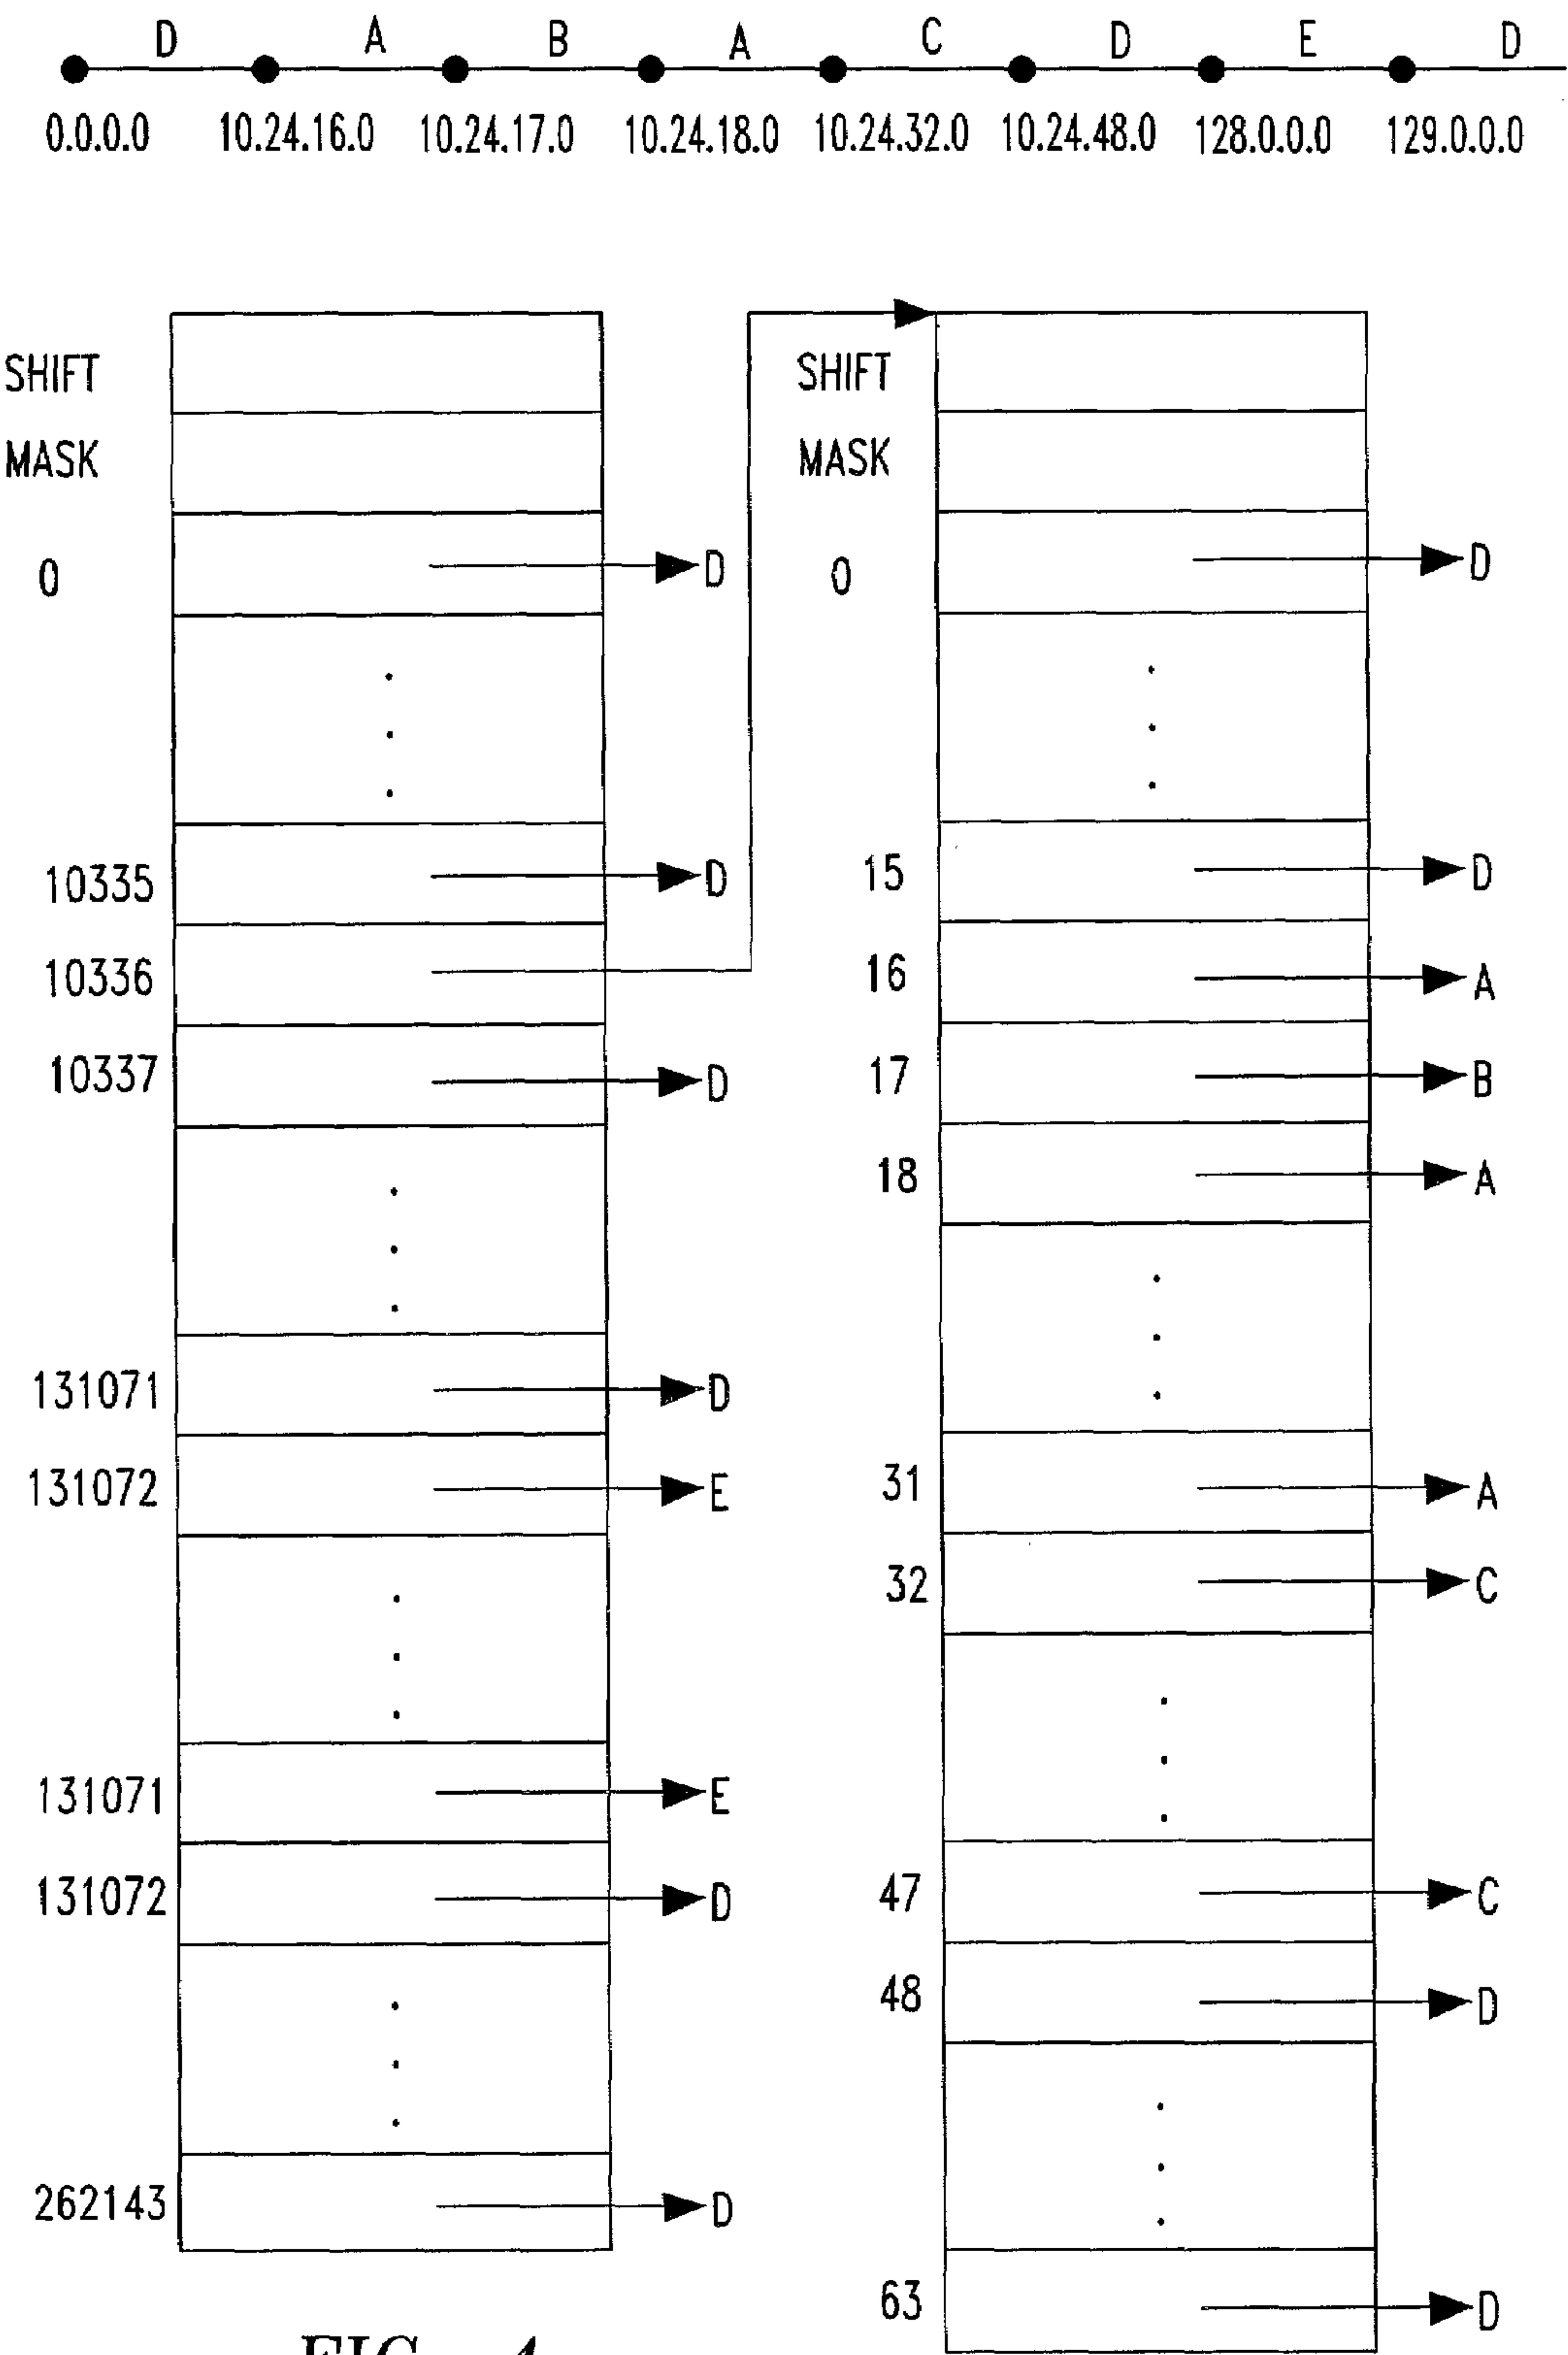 D A B A C D E D
0.0.0.0 10.24.16.0 10.24.17.0 10.24.18.0 10.24.32.0 10.24.48.0 128.0.0.0 129.0.0.0
SHIFT
MASK
0 D
10335 D
10336
10337 D
131071 D
131072 E
131071 E
131072 D
262143 D
SHIFT
MASK
0 D
15 D
16 A
17 B
18 A
31 A
32 C
47 C
48 D
63 D
FIG. 4